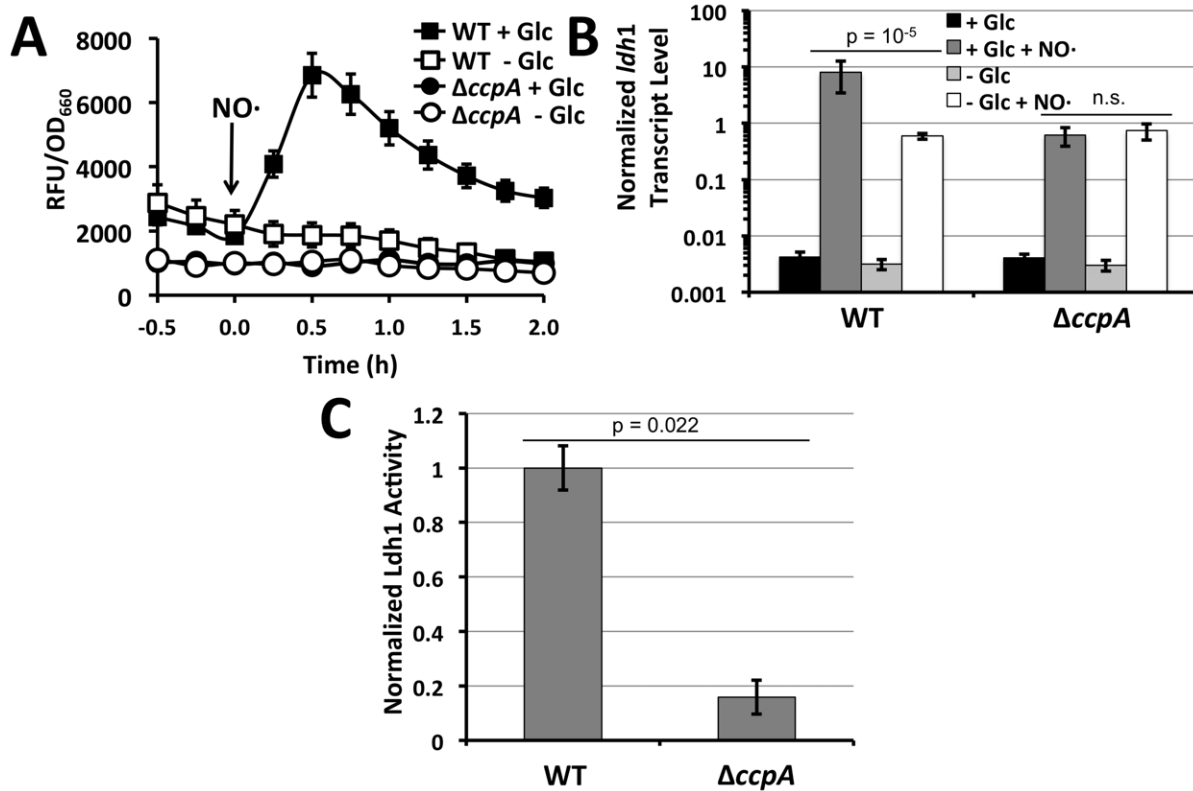 A
8000
6000
4000
2000
0
RFU/OD₆₆₀
NO·
WT + Glc
WT - Glc
ΔccpA + Glc
ΔccpA - Glc
-0.5 0.0 0.5 1.0 1.5 2.0
Time (h)
B
100
10
1
0.1
0.01
0.001
Normalized ldh1
Transcript Level
p = 10⁻⁵
+ Glc
+ Glc + NO·
- Glc
- Glc + NO·
n.s.
WT ΔccpA
C
1.2
1
0.8
0.6
0.4
0.2
0
Normalized Ldh1 Activity
p = 0.022
WT ΔccpA